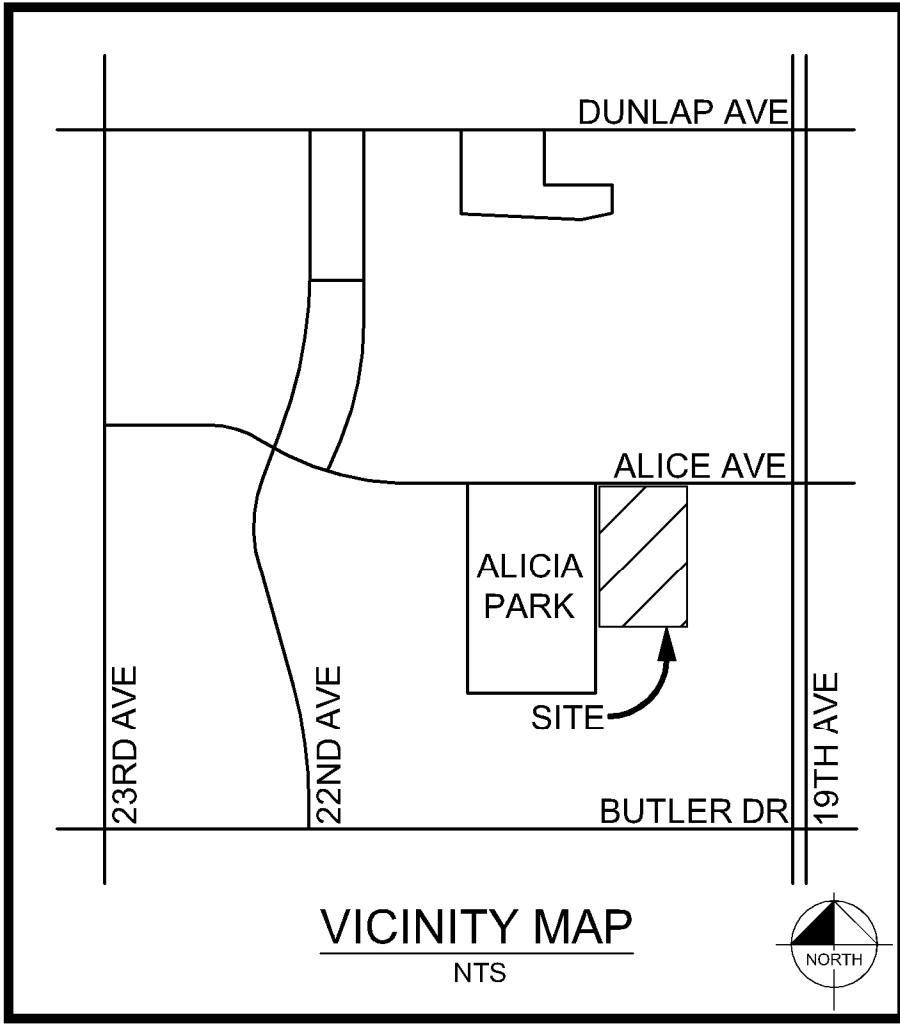 DUNLAP AVE
ALICE AVE
ALICIA
PARK
SITE
23RD AVE
22ND AVE
19TH AVE
BUTLER DR
VICINITY MAP
NTS
NORTH